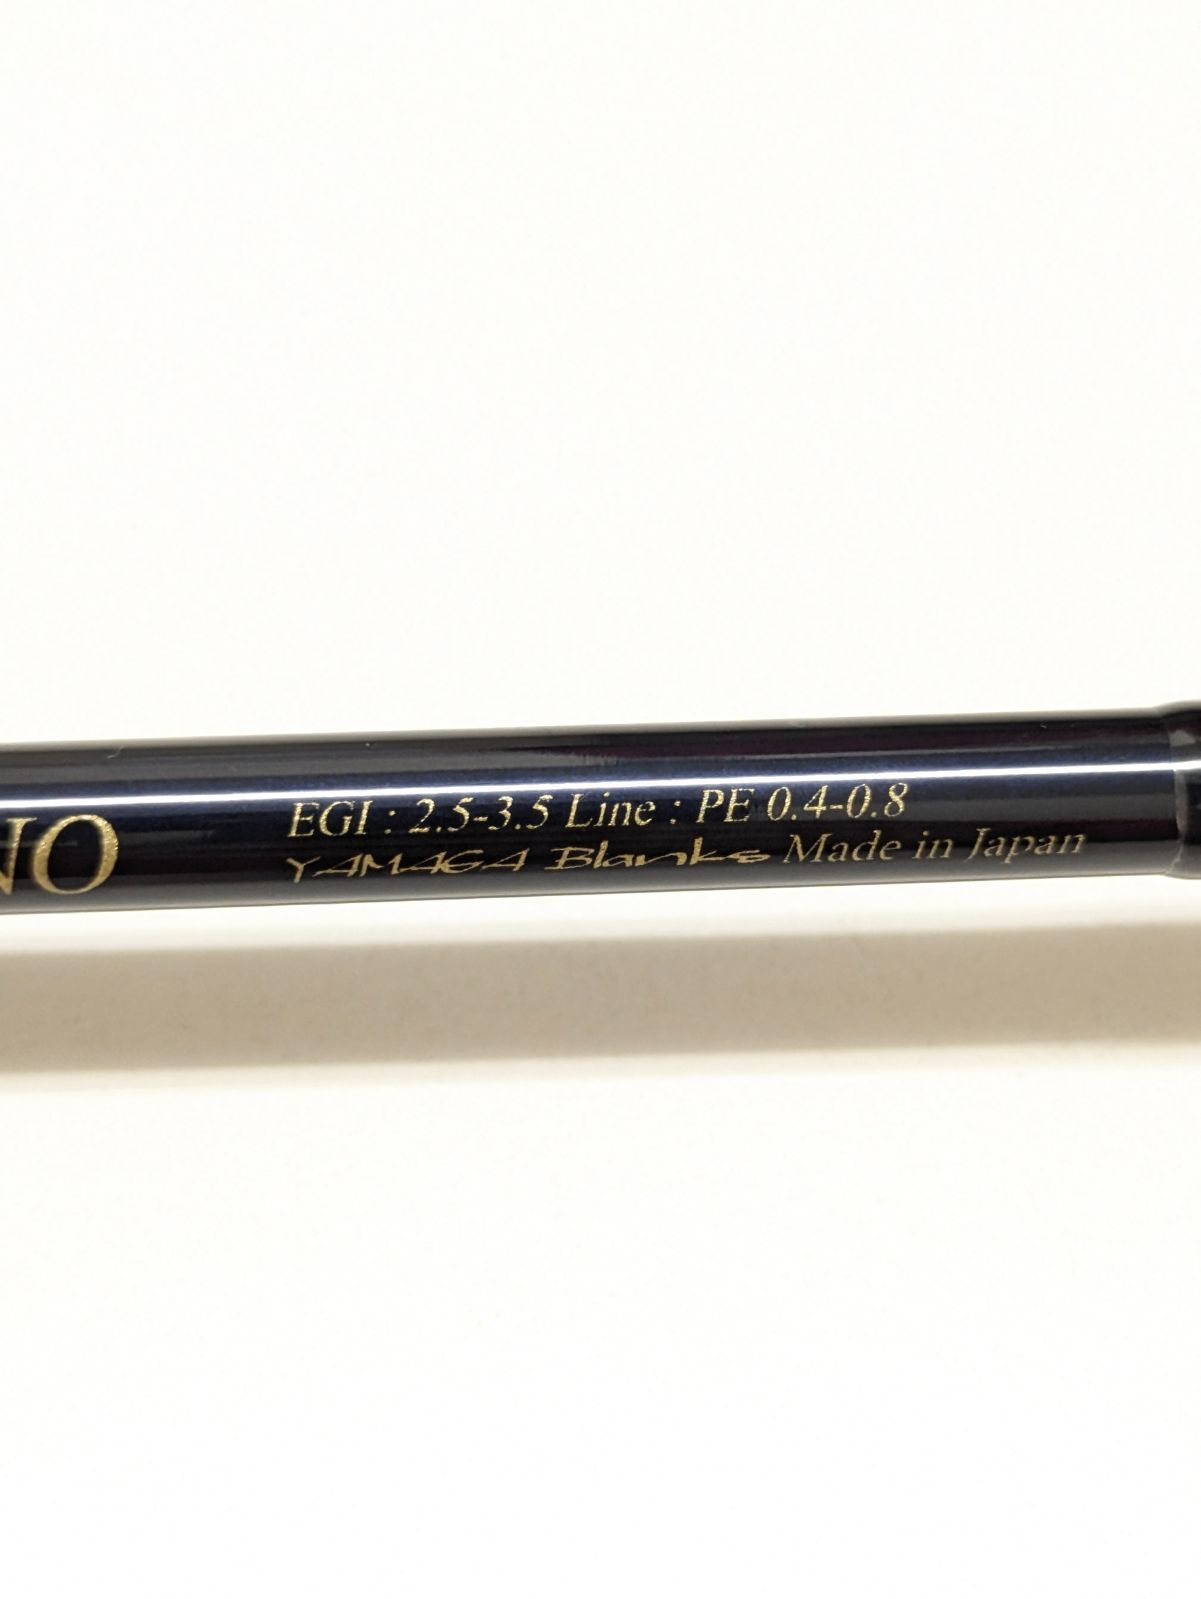 NO
EGI : 2.5-3.5 Line : PE 0.4-0.8
YAMAGA Blanks Made in Japan